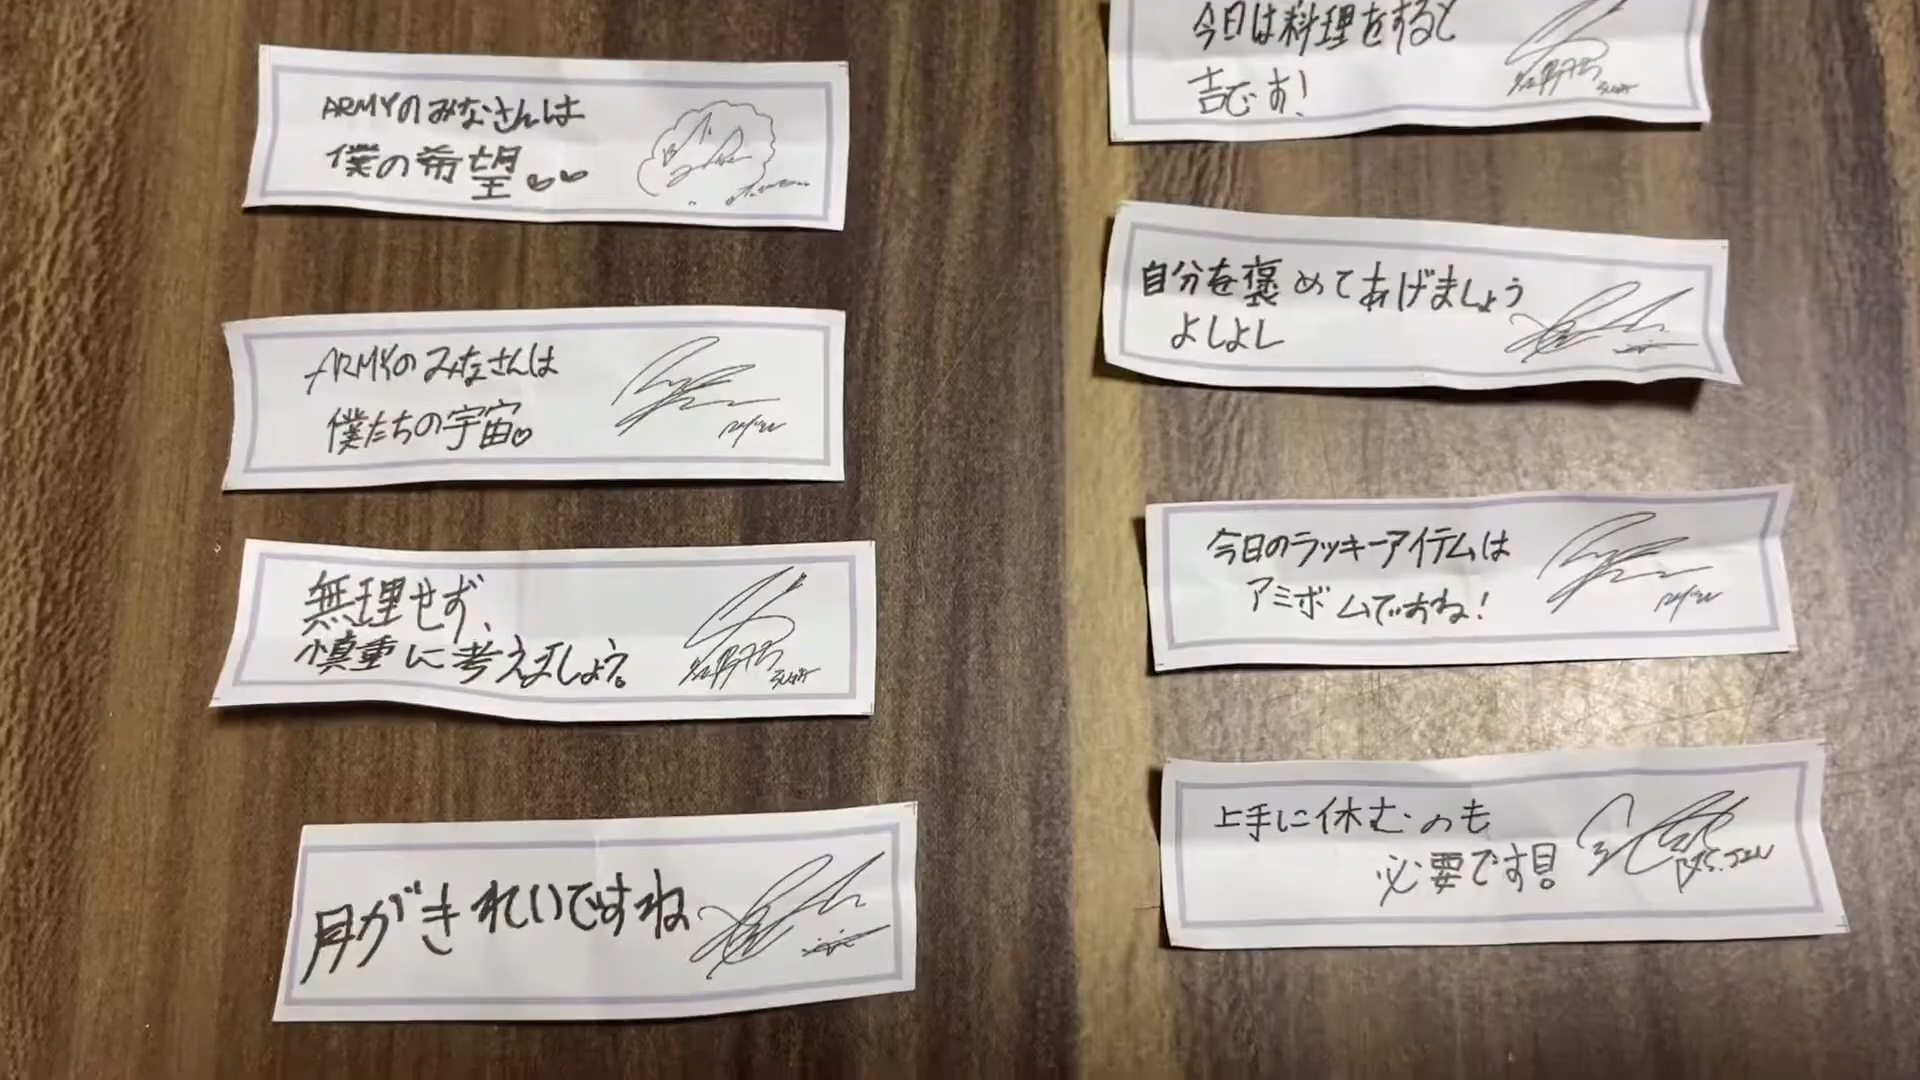 ARMYのみなさんは
僕の希望。♡♡
ARMYのみなさんは
僕たちの宇宙♡
無理せず、
慎重に考えましょう。
月がきれいですね
今日は料理をすると
吉です!
自分を褒めてあげましょう
よしよし
今日のラッキーアイテムは
アミボムですね!
上手に休むのも
必要です!!
BTS. JIN